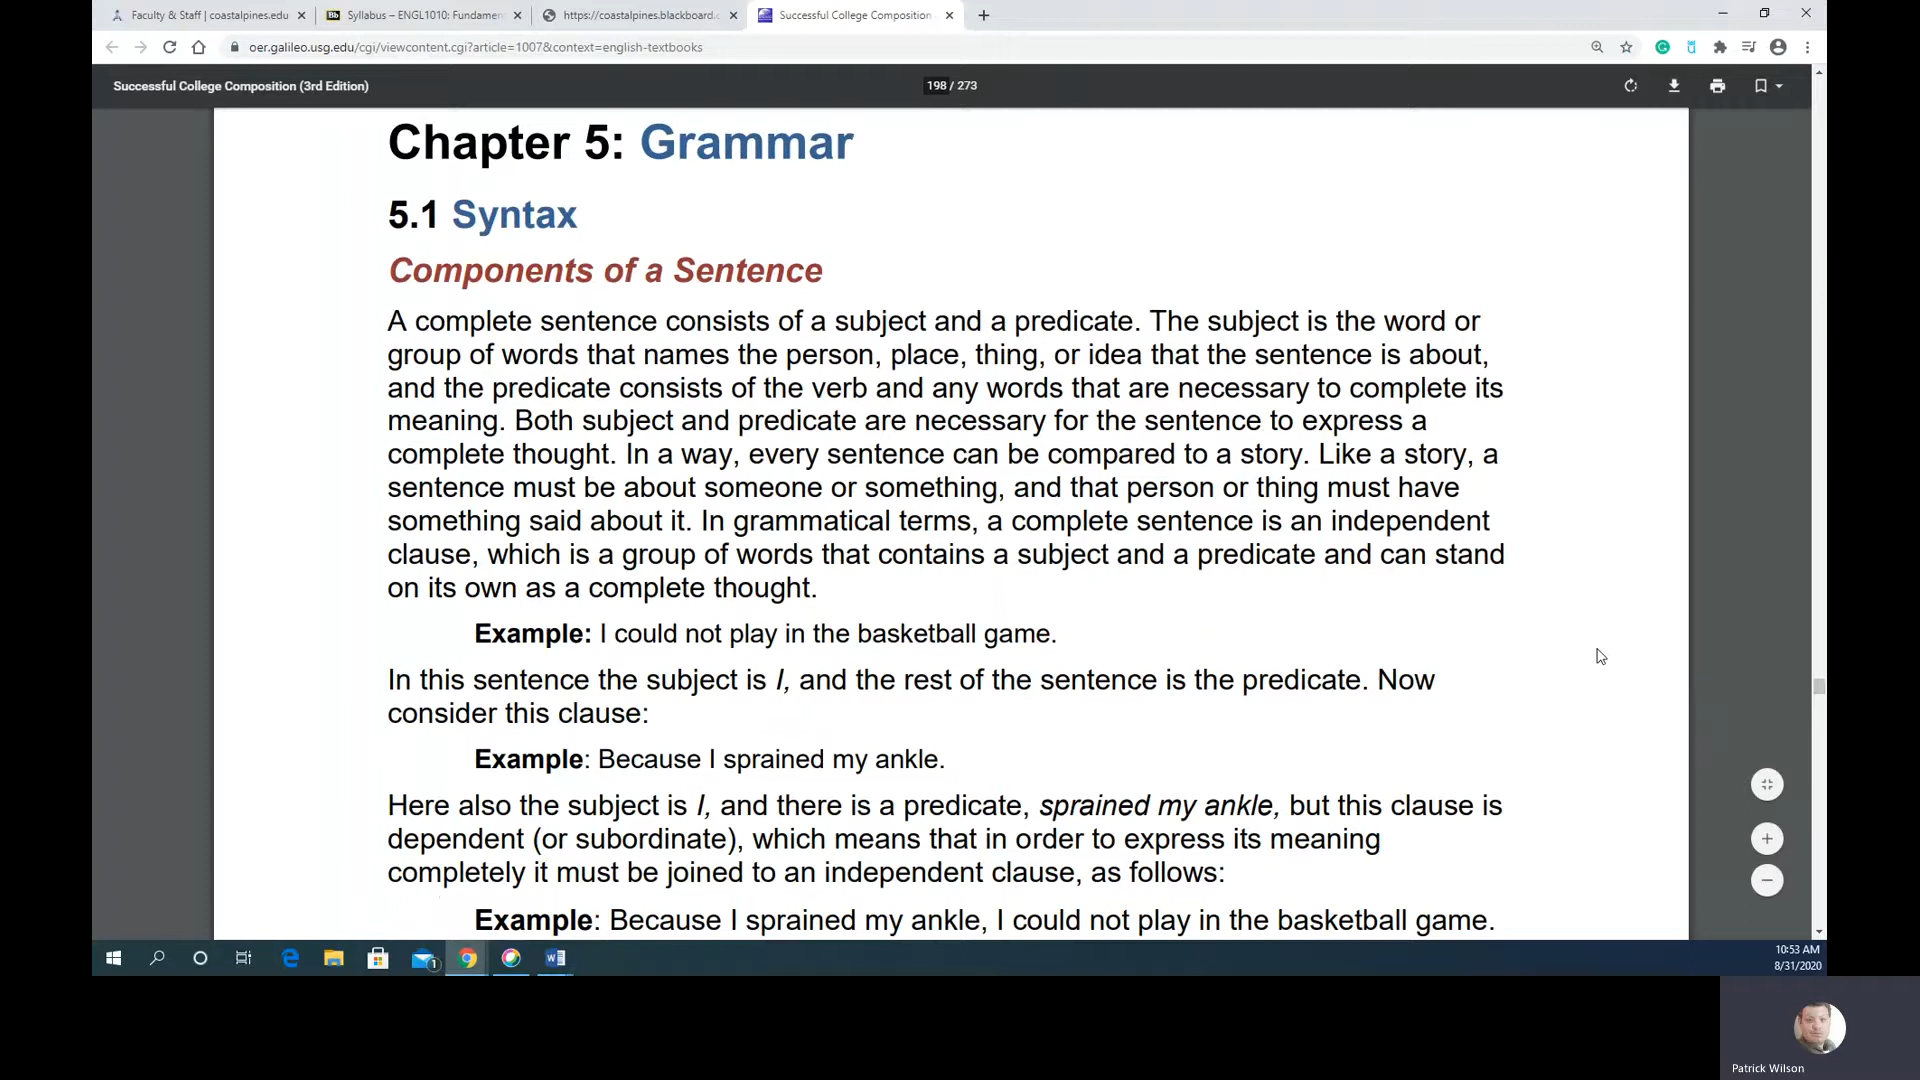 Faculty & Staff | coastalpines.edu
Syllabus – ENGL1010: Fundamen
https://coastalpines.blackboard.
Successful College Composition
oer.galileo.usg.edu/cgi/viewcontent.cgi?article=1007&context=english-textbooks
Successful College Composition (3rd Edition)
198 / 273
Chapter 5: Grammar
5.1 Syntax
Components of a Sentence
A complete sentence consists of a subject and a predicate. The subject is the word or
group of words that names the person, place, thing, or idea that the sentence is about,
and the predicate consists of the verb and any words that are necessary to complete its
meaning. Both subject and predicate are necessary for the sentence to express a
complete thought. In a way, every sentence can be compared to a story. Like a story, a
sentence must be about someone or something, and that person or thing must have
something said about it. In grammatical terms, a complete sentence is an independent
clause, which is a group of words that contains a subject and a predicate and can stand
on its own as a complete thought.
Example: I could not play in the basketball game.
In this sentence the subject is I, and the rest of the sentence is the predicate. Now
consider this clause:
Example: Because I sprained my ankle.
Here also the subject is I, and there is a predicate, sprained my ankle, but this clause is
dependent (or subordinate), which means that in order to express its meaning
completely it must be joined to an independent clause, as follows:
Example: Because I sprained my ankle, I could not play in the basketball game.
1
10:53 AM
8/31/2020
Patrick Wilson